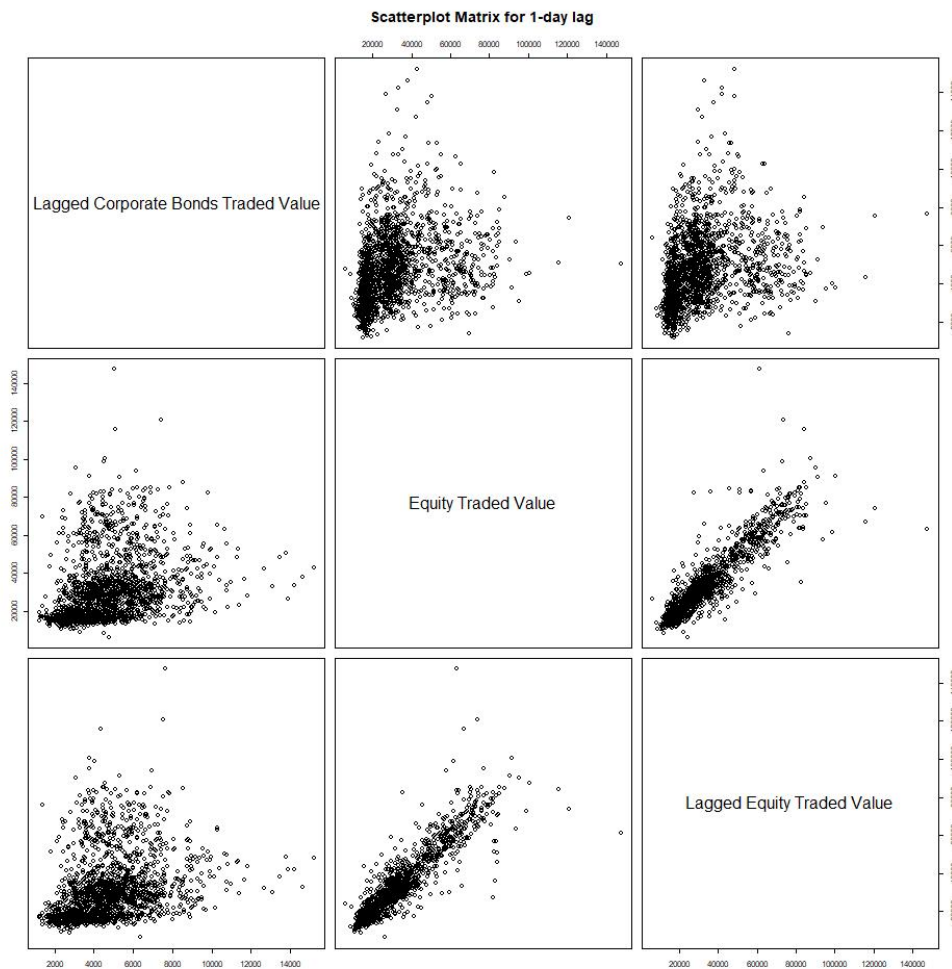 Scatterplot Matrix for 1-day lag
20000 40000 60000 80000 100000 140000
Lagged Corporate Bonds Traded Value
140000
120000
100000
80000
60000
40000
20000
Equity Traded Value
Lagged Equity Traded Value
2000 4000 6000 8000 10000 14000
20000 40000 60000 80000 100000 120000 140000